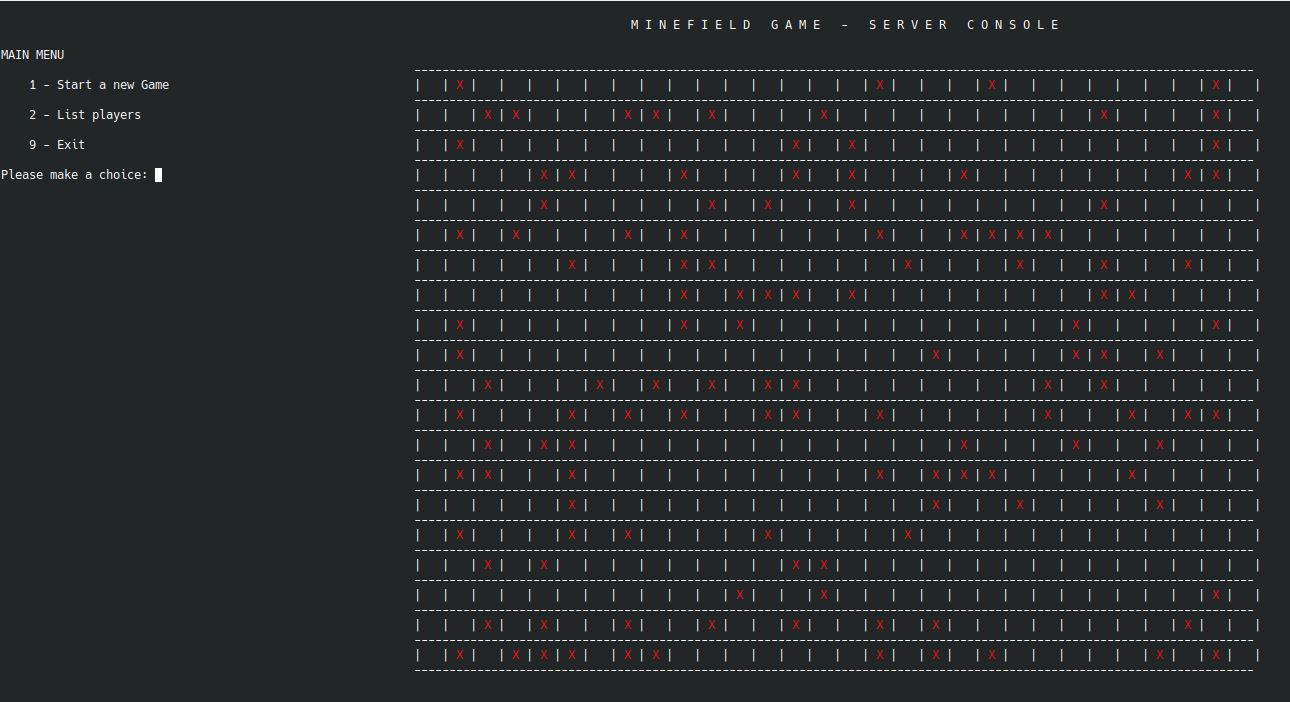 MINEFIELD GAME - SERVER CONSOLE
MAIN MENU
1 - Start a new Game
2 - List players
9 - Exit
Please make a choice:
X X X X
X X X X X X X X
X X X X
X X X X X X X X
X X X X X
X X X X X X X X X
X X X X X X X
X X X X X X X
X X X X X
X X X X X
X X X X X X X X
X X X X X X X X X X X
X X X X X X
X X X X X X X X
X X X X
X X X X X
X X X X
X X X
X X X X X X X X
X X X X X X X X X X X